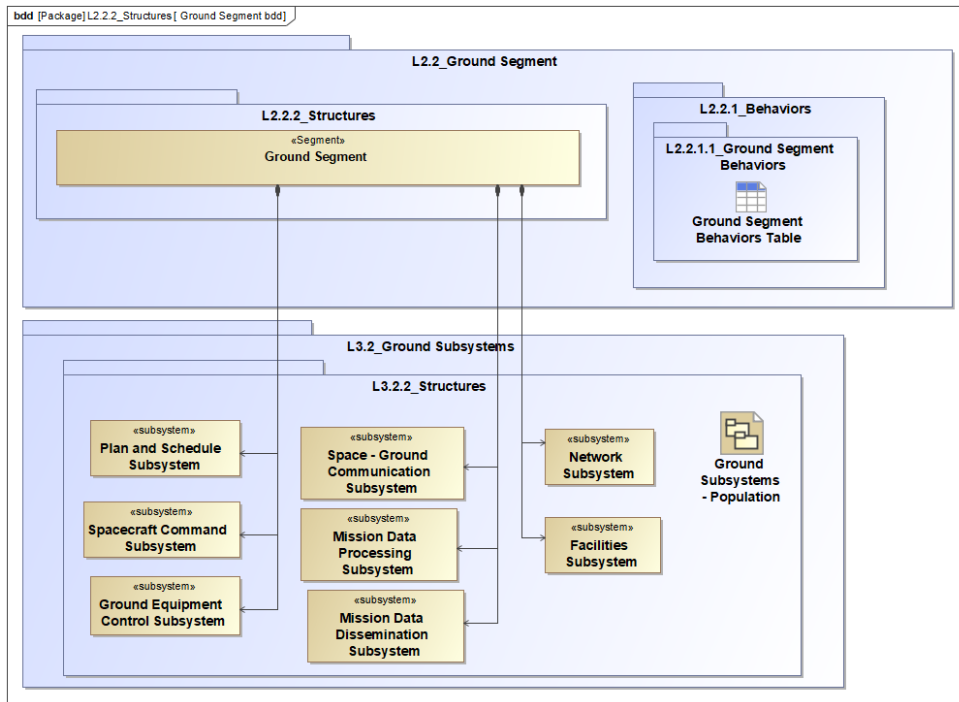 bdd [Package] L2.2.2_Structures [ Ground Segment bdd]
L2.2_Ground Segment
L2.2.2_Structures
«Segment»
Ground Segment
L2.2.1_Behaviors
L2.2.1.1_Ground Segment
Behaviors
Ground Segment
Behaviors Table
L3.2_Ground Subsystems
L3.2.2_Structures
«subsystem»
Plan and Schedule
Subsystem
«subsystem»
Spacecraft Command
Subsystem
«subsystem»
Ground Equipment
Control Subsystem
«subsystem»
Space - Ground
Communication
Subsystem
«subsystem»
Mission Data
Processing
Subsystem
«subsystem»
Mission Data
Dissemination
Subsystem
«subsystem»
Network
Subsystem
«subsystem»
Facilities
Subsystem
Ground
Subsystems
- Population